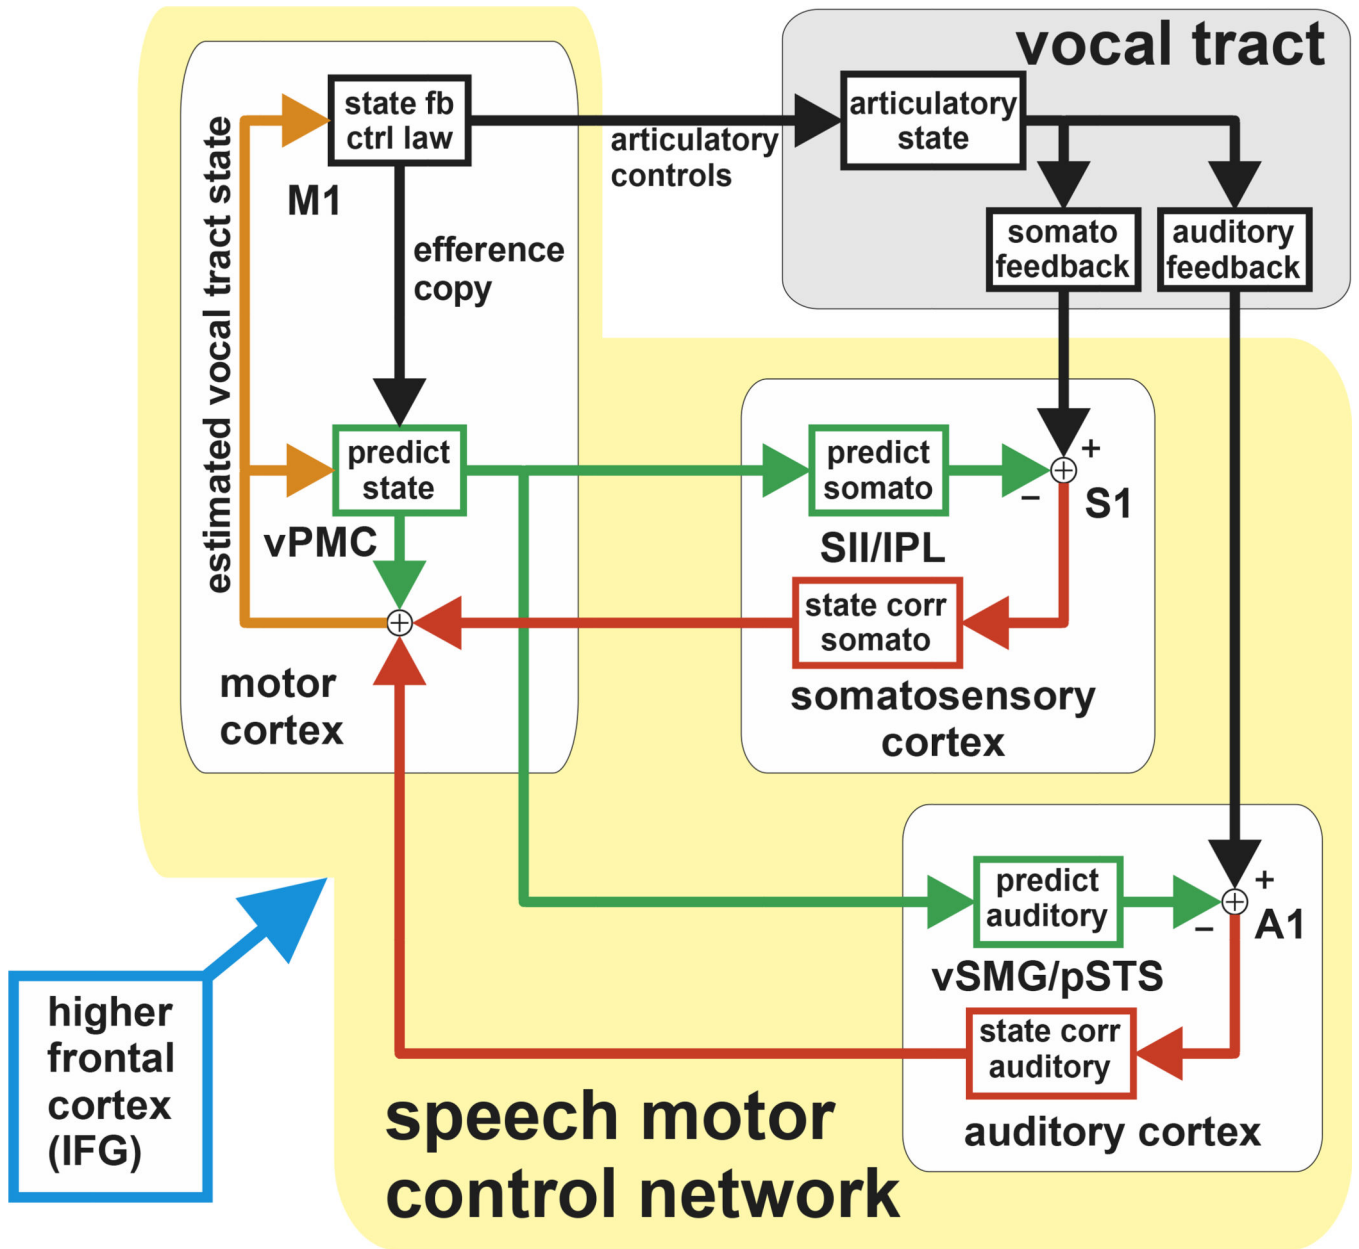 vocal tract
state fb
ctrl law
M1
articulatory
controls
articulatory
state
somato
feedback
auditory
feedback
efference
copy
estimated vocal tract state
predict
state
vPMC
motor
cortex
predict
somato
SII/IPL
+
−
S1
state corr
somato
somatosensory
cortex
predict
auditory
vSMG/pSTS
+
−
A1
state corr
auditory
auditory cortex
higher
frontal
cortex
(IFG)
speech motor
control network